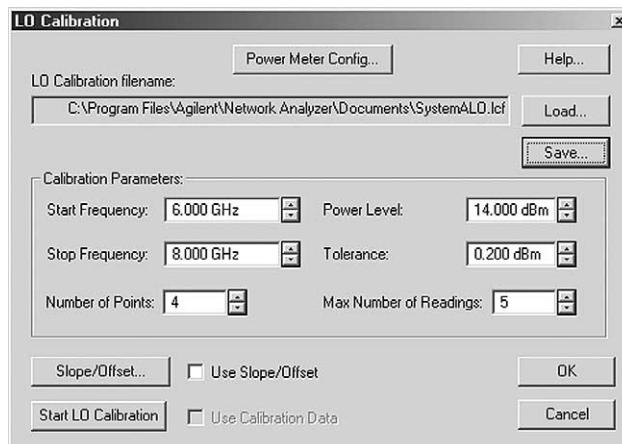 LO Calibration
Power Meter Config... Help...
LO Calibration filename:
C:\Program Files\Agilent\Network Analyzer\Documents\SystemALO.lcf Load...
Save...
Calibration Parameters:
Start Frequency: 6.000 GHz Power Level: 14.000 dBm
Stop Frequency: 8.000 GHz Tolerance: 0.200 dBm
Number of Points: 4 Max Number of Readings: 5
Slope/Offset... Use Slope/Offset OK
Start LO Calibration Use Calibration Data Cancel